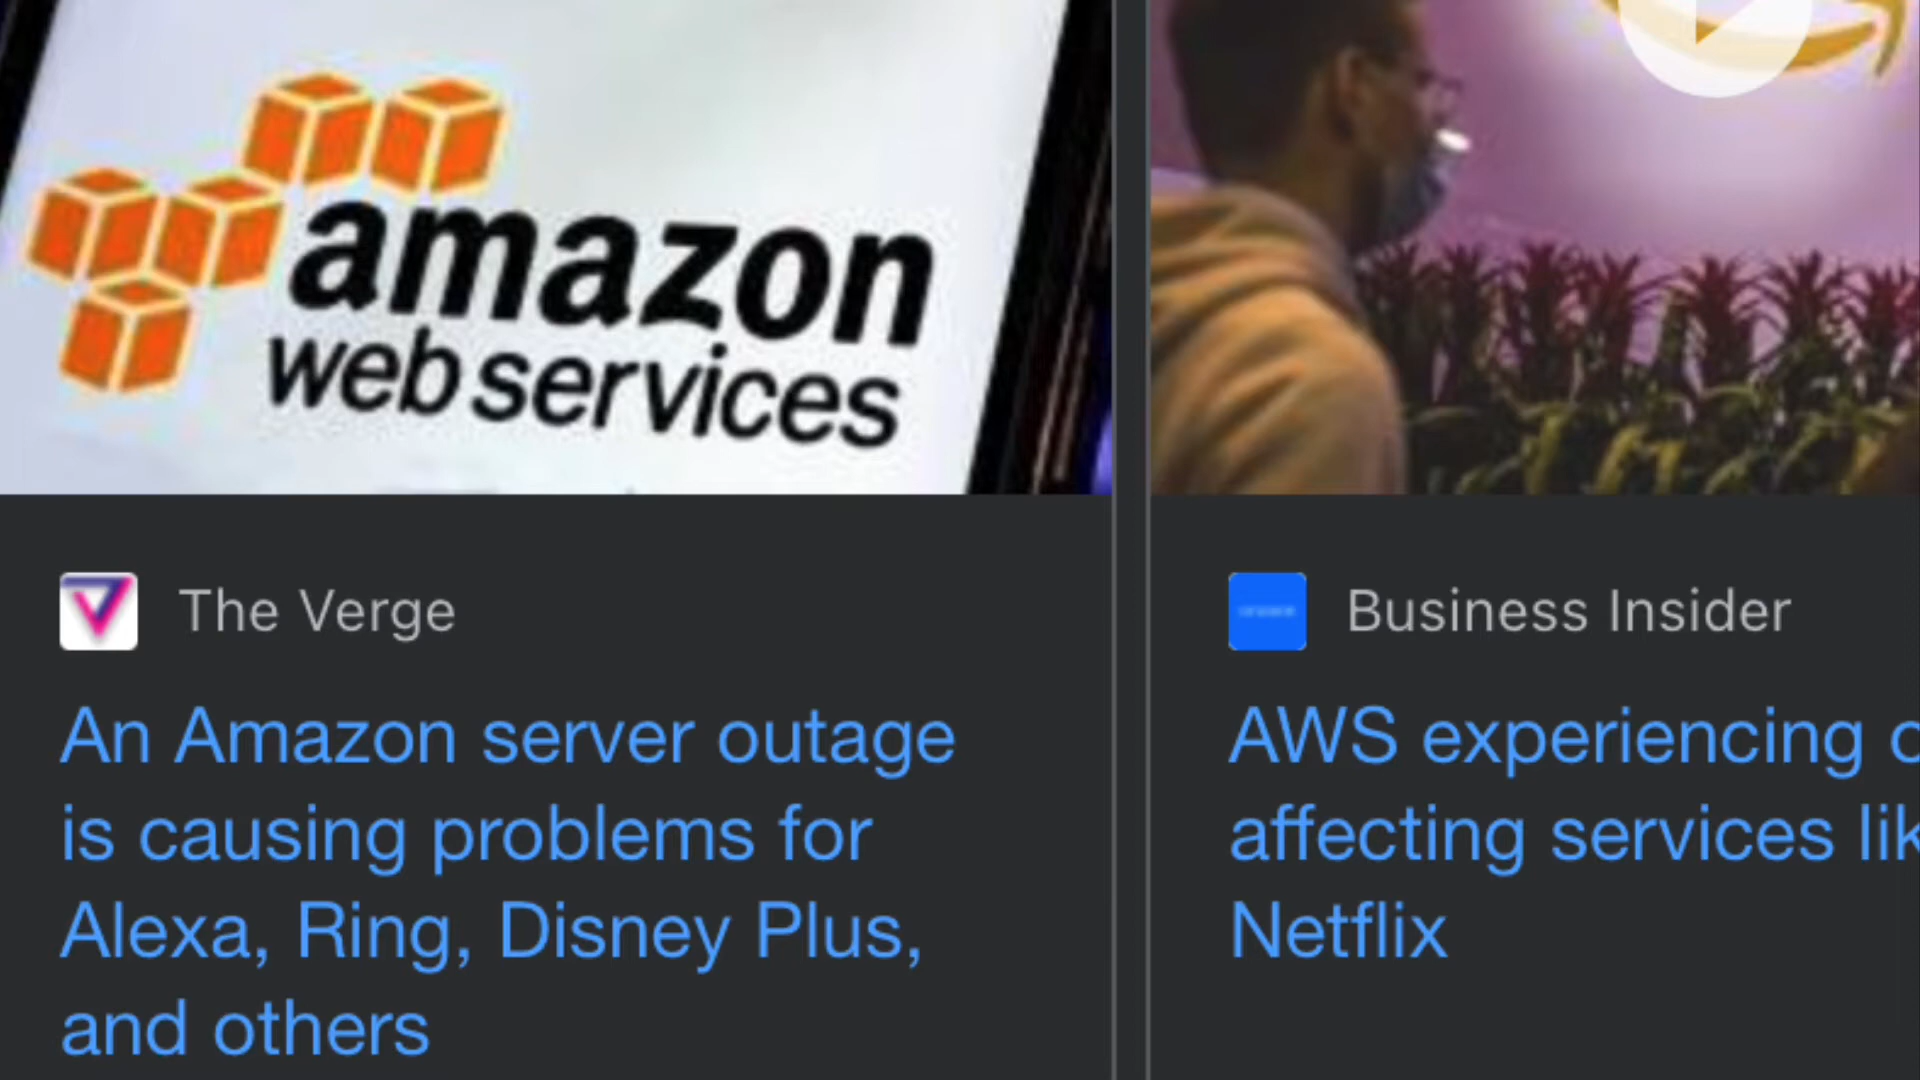 amazon
web services
The Verge
An Amazon server outage
is causing problems for
Alexa, Ring, Disney Plus,
and others
Business Insider
AWS experiencing
affecting services
Netflix